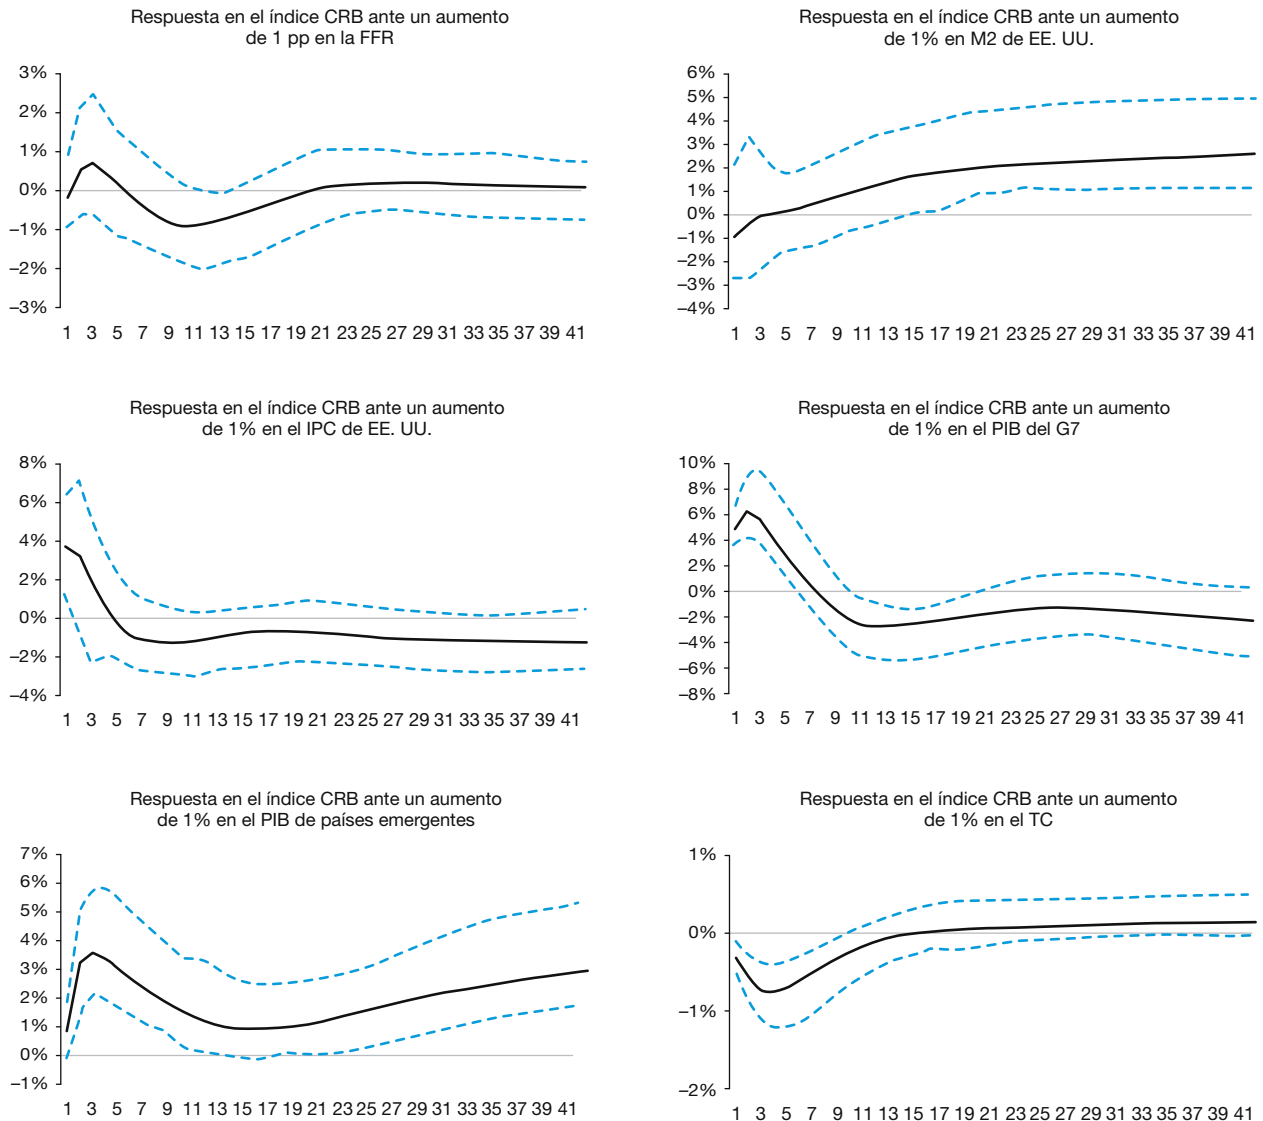 Respuesta en el índice CRB ante un aumento
de 1 pp en la FFR
3%
2%
1%
0%
–1%
–2%
–3%
1 3 5 7 9 11 13 15 17 19 21 23 25 27 29 31 33 35 37 39 41
Respuesta en el índice CRB ante un aumento
de 1% en M2 de EE. UU.
6%
5%
4%
3%
2%
1%
0%
–1%
–2%
–3%
–4%
1 3 5 7 9 11 13 15 17 19 21 23 25 27 29 31 33 35 37 39 41
Respuesta en el índice CRB ante un aumento
de 1% en el IPC de EE. UU.
8%
6%
4%
2%
0%
–2%
–4%
1 3 5 7 9 11 13 15 17 19 21 23 25 27 29 31 33 35 37 39 41
Respuesta en el índice CRB ante un aumento
de 1% en el PIB del G7
10%
8%
6%
4%
2%
0%
–2%
–4%
–6%
–8%
1 3 5 7 9 11 13 15 17 19 21 23 25 27 29 31 33 35 37 39 41
Respuesta en el índice CRB ante un aumento
de 1% en el PIB de países emergentes
7%
6%
5%
4%
3%
2%
1%
0%
–1%
1 3 5 7 9 11 13 15 17 19 21 23 25 27 29 31 33 35 37 39 41
Respuesta en el índice CRB ante un aumento
de 1% en el TC
1%
0%
–1%
–2%
1 3 5 7 9 11 13 15 17 19 21 23 25 27 29 31 33 35 37 39 41